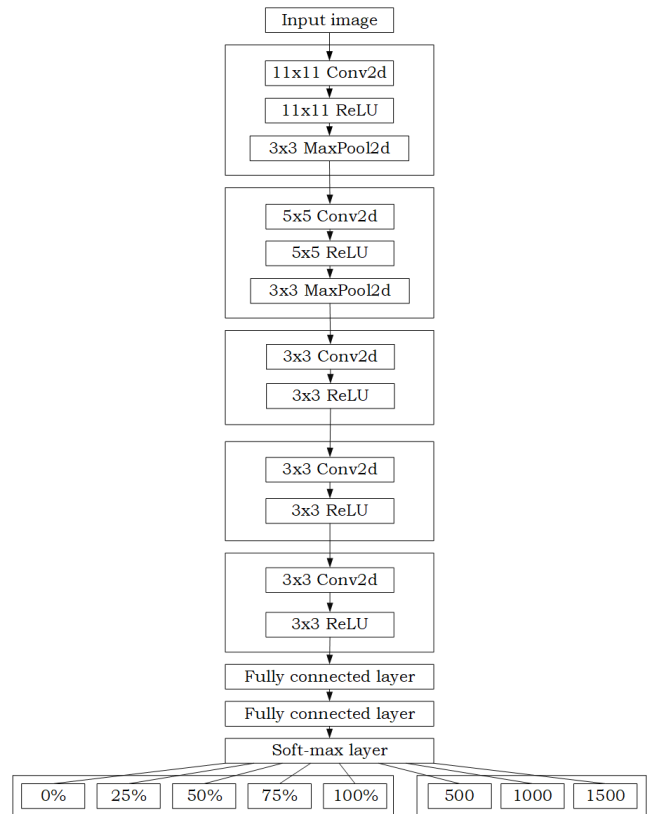 Input image
11x11 Conv2d
11x11 ReLU
3x3 MaxPool2d
5x5 Conv2d
5x5 ReLU
3x3 MaxPool2d
3x3 Conv2d
3x3 ReLU
3x3 Conv2d
3x3 ReLU
3x3 Conv2d
3x3 ReLU
Fully connected layer
Fully connected layer
Soft-max layer
0% 25% 50% 75% 100% 500 1000 1500